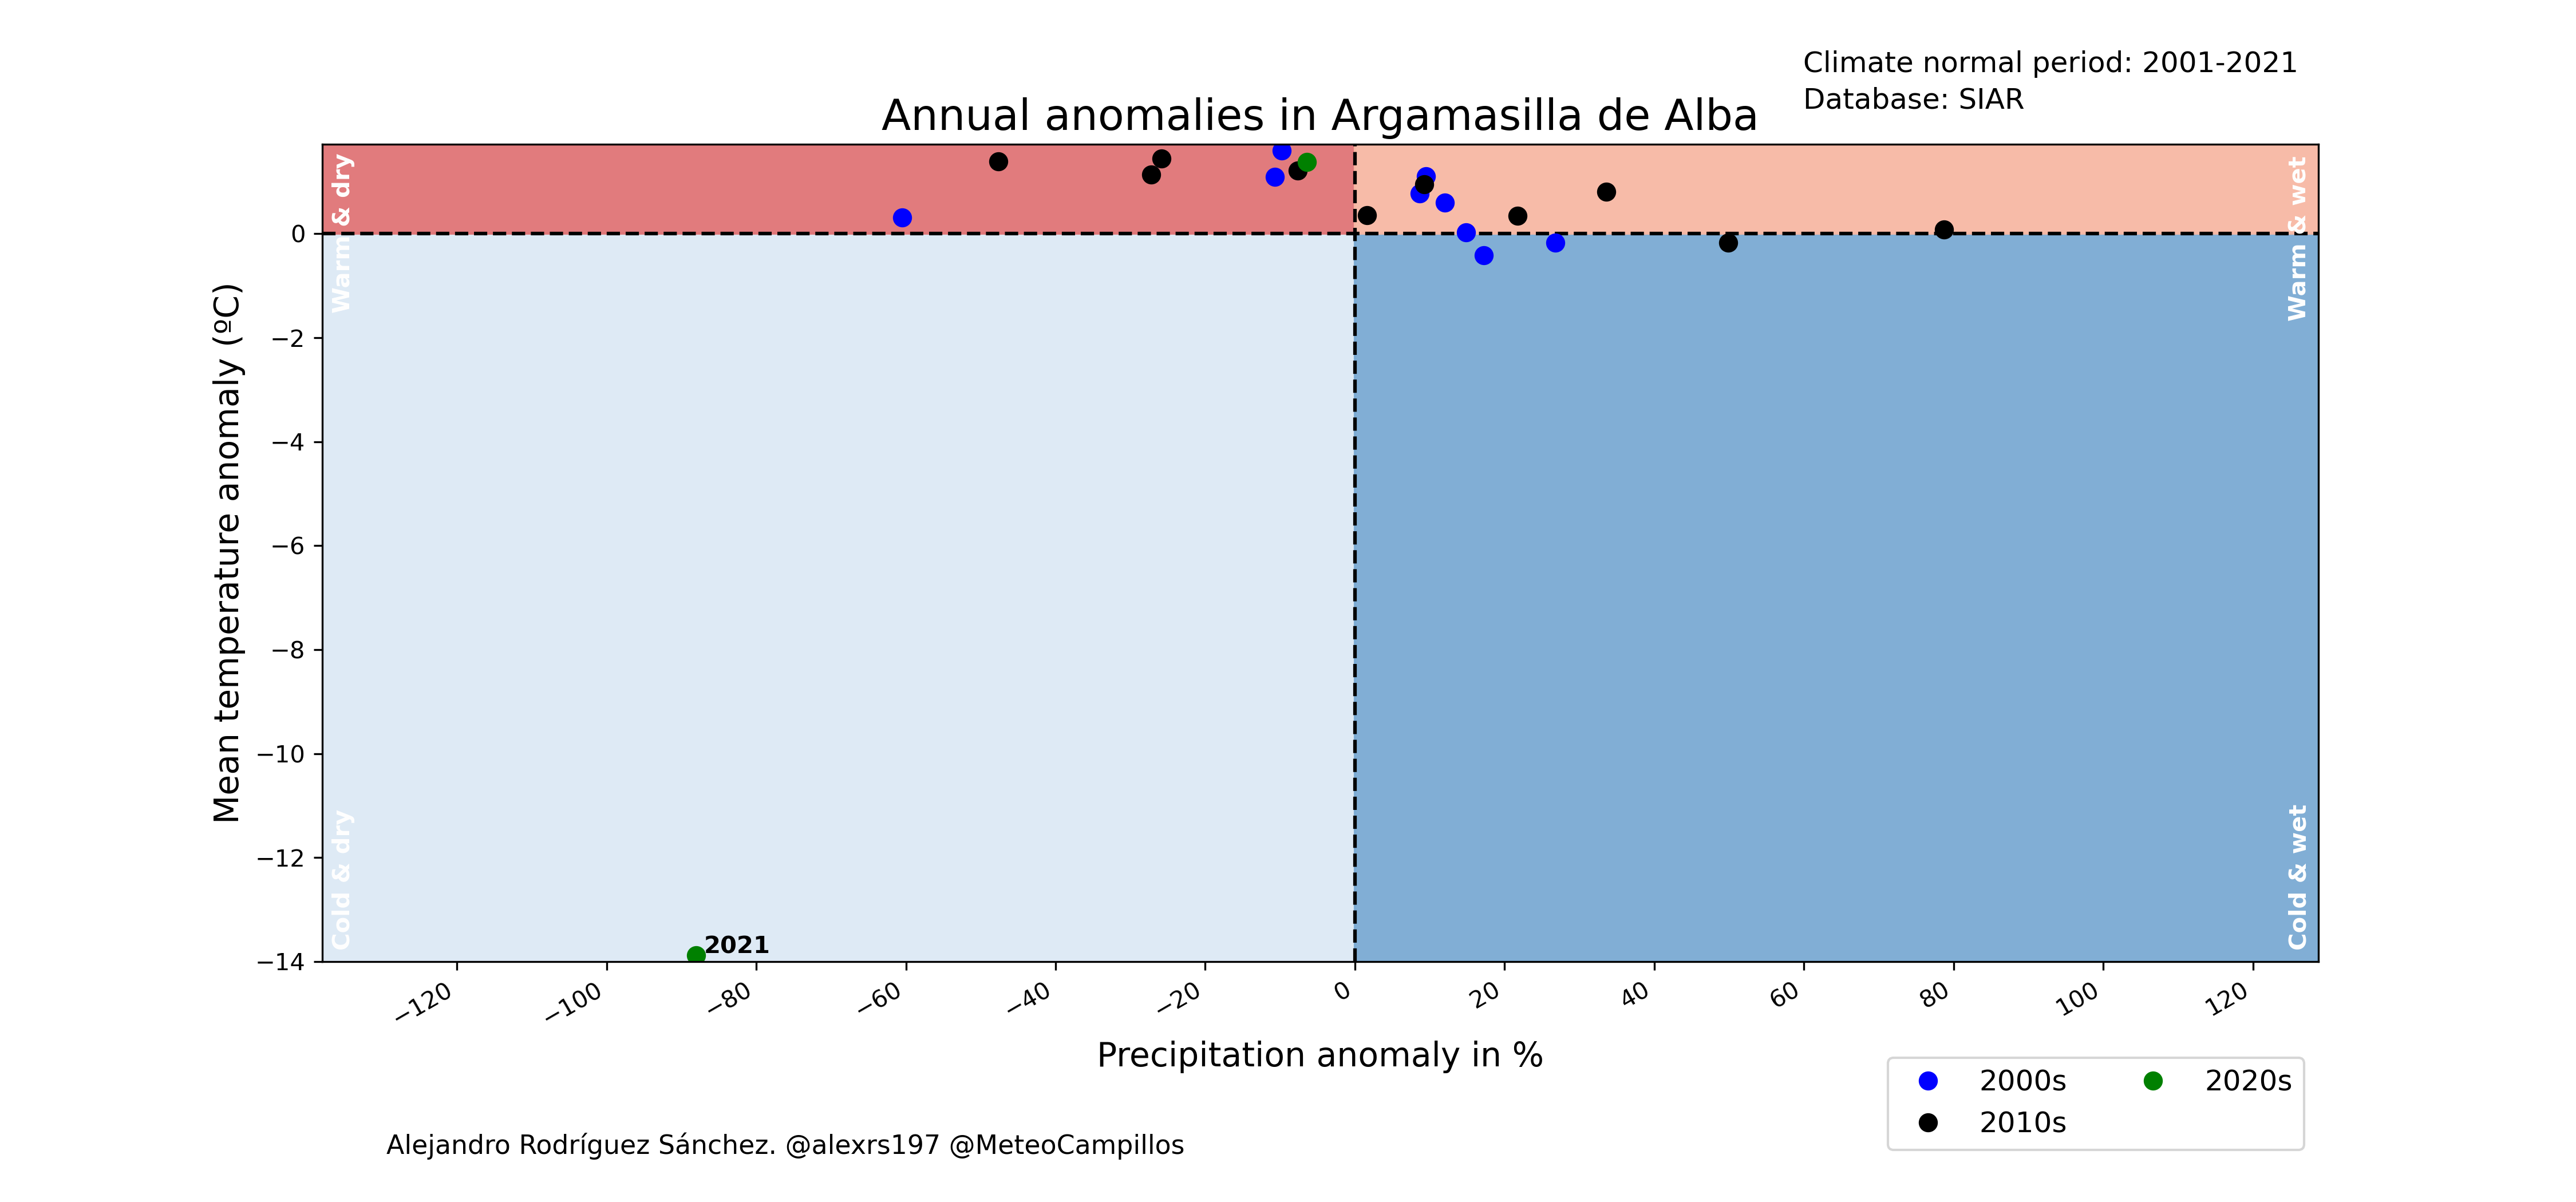 Climate normal period: 2001-2021
Database: SIAR
Annual anomalies in Argamasilla de Alba
Warm & dry
Warm & wet
Cold & dry
Cold & wet
Mean temperature anomaly (ºC)
0
−2
−4
−6
−8
−10
−12
−14
2021
−120
−100
−80
−60
−40
−20
0
20
40
60
80
100
120
Precipitation anomaly in %
2000s
2010s
2020s
Alejandro Rodríguez Sánchez. @alexrs197 @MeteoCampillos